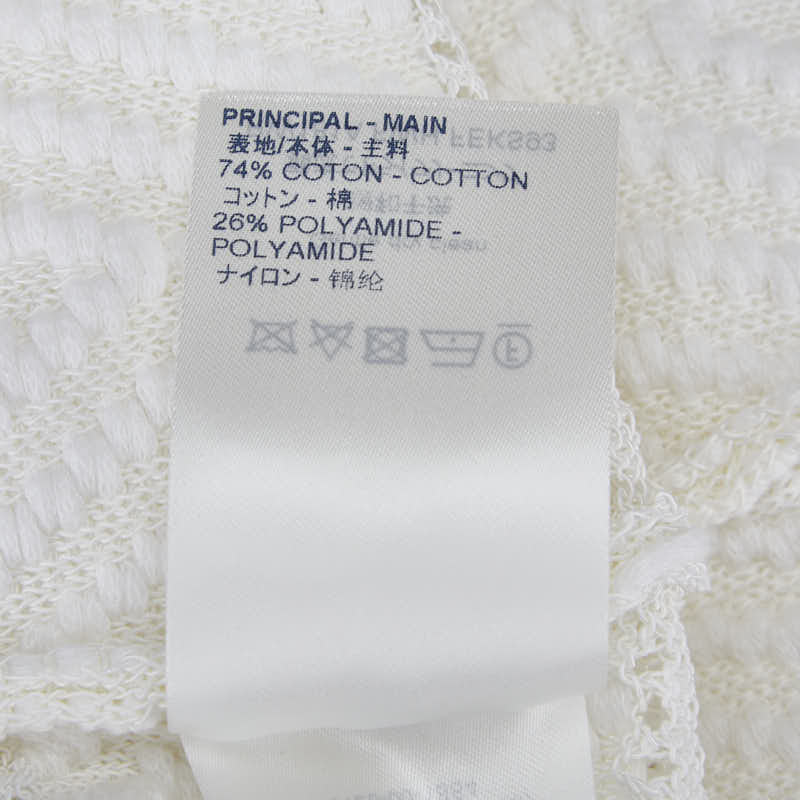 PRINCIPAL - MAIN
表地/本体 - 主料
74% COTON - COTTON
コットン - 棉
26% POLYAMIDE -
POLYAMIDE
ナイロン - 锦纶